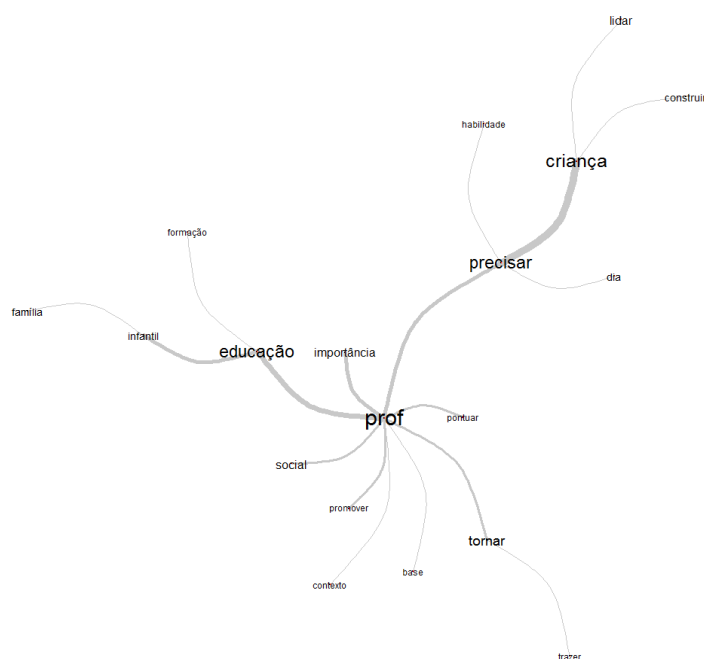 lidar
construir
habilidade
criança
formação
precisar
dia
família
infantil
educação
importância
prof
pontuar
social
promover
tornar
base
contexto
trazer